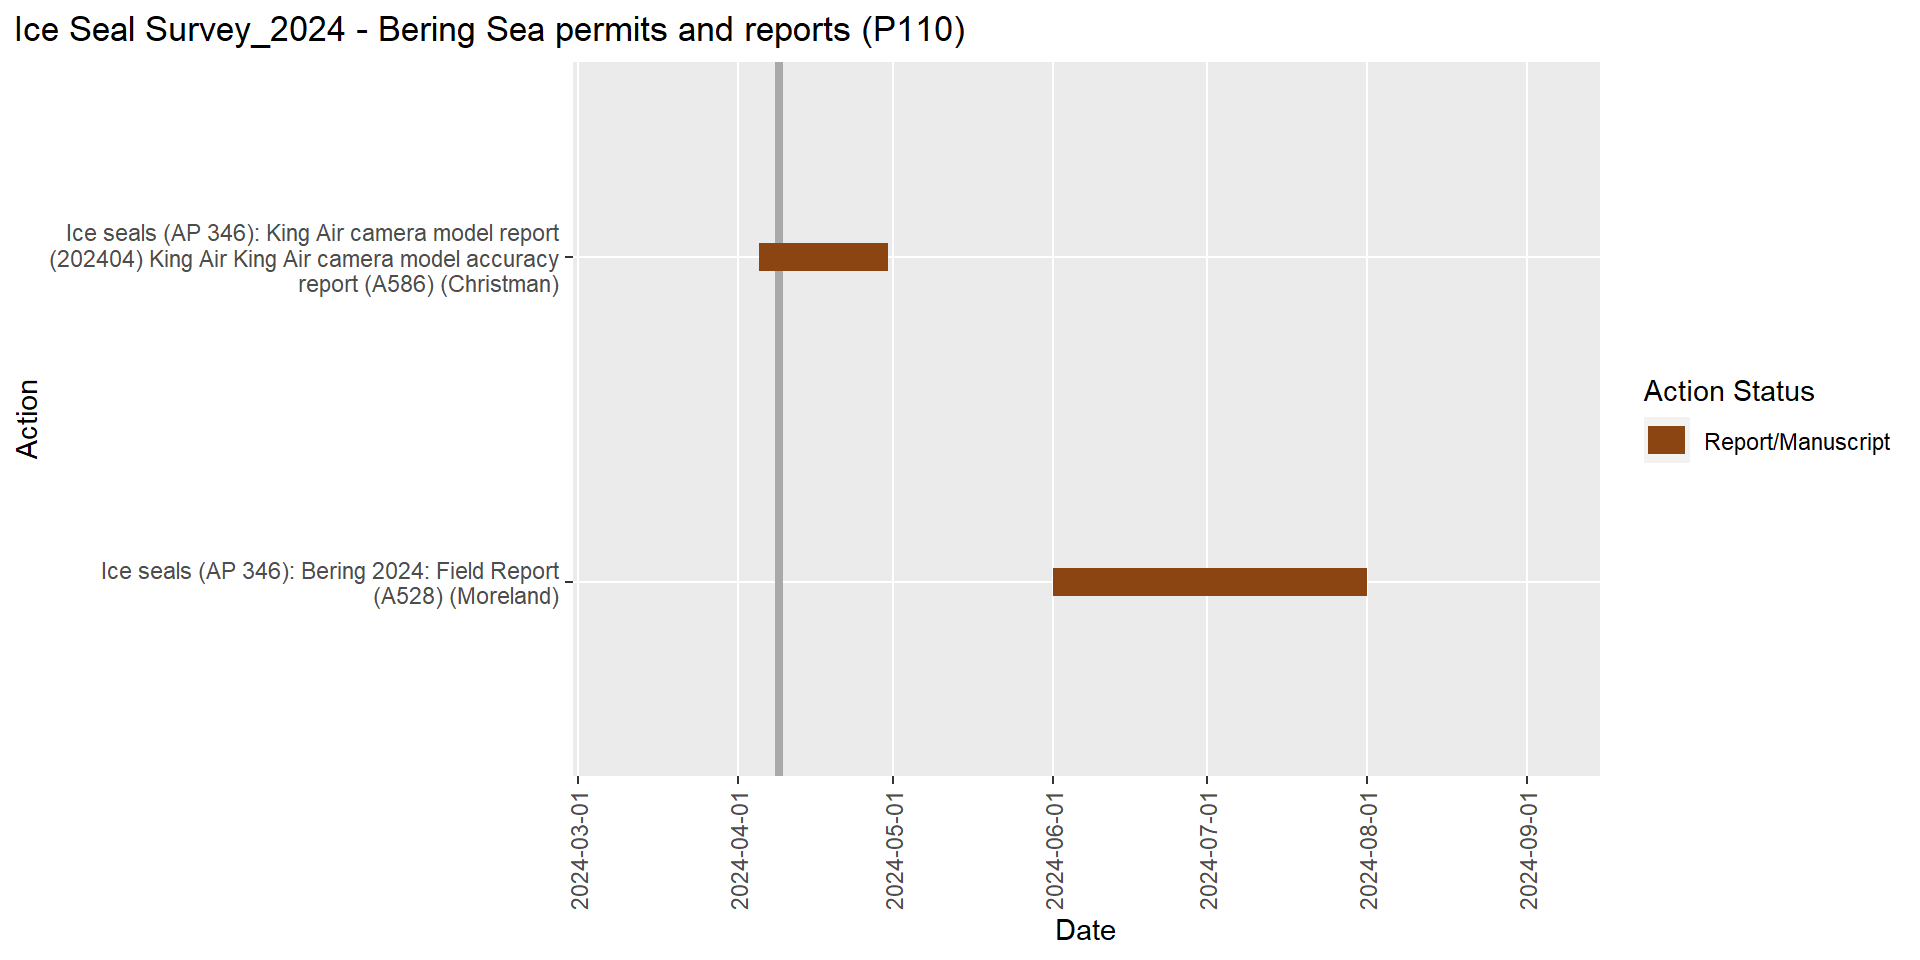 Ice Seal Survey_2024 - Bering Sea permits and reports (P110)
Action
Ice seals (AP 346): King Air camera model report
(202404) King Air King Air camera model accuracy
report (A586) (Christman)
Ice seals (AP 346): Bering 2024: Field Report
(A528) (Moreland)
2024-03-01
2024-04-01
2024-05-01
2024-06-01
2024-07-01
2024-08-01
2024-09-01
Date
Action Status
Report/Manuscript